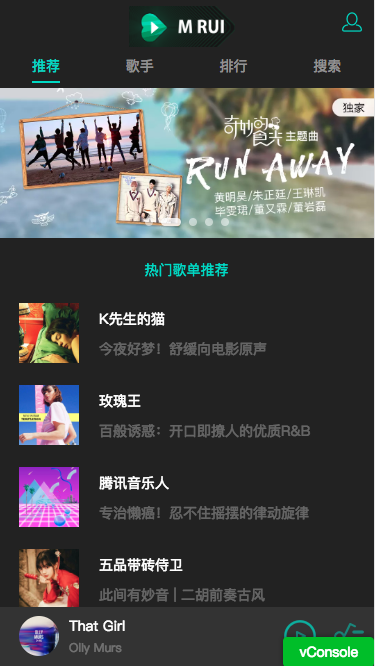 M RUI
推荐 歌手 排行 搜索
独家
奇妙的食光 主题曲
RUN AWAY
黄明昊/朱正廷/王琳凯
毕雯珺/董又霖/董岩磊
热门歌单推荐
K先生的猫
今夜好梦！舒缓向电影原声
玫瑰王
百般诱惑：开口即撩人的优质R&B
腾讯音乐人
专治懒癌！忍不住摇摆的律动旋律
五品带砖侍卫
此间有妙音 | 二胡前奏古风
OLLY
MURS
That Girl
Olly Murs
vConsole